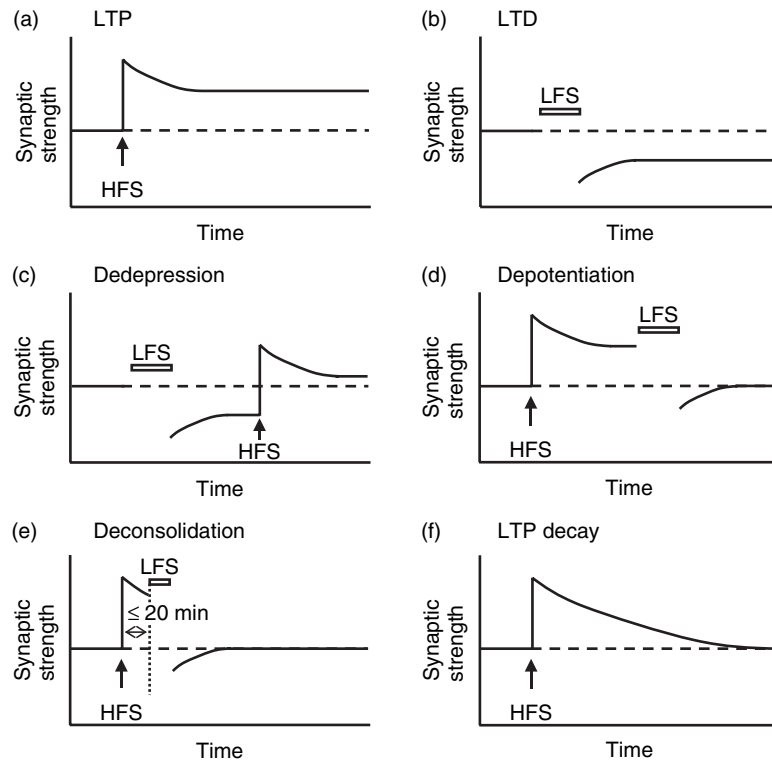 (a) LTP
Synaptic
strength
HFS
Time
(b) LTD
Synaptic
strength
LFS
Time
(c) Dedepression
Synaptic
strength
LFS
HFS
Time
(d) Depotentiation
Synaptic
strength
LFS
HFS
Time
(e) Deconsolidation
Synaptic
strength
LFS
≤ 20 min
HFS
Time
(f) LTP decay
Synaptic
strength
HFS
Time